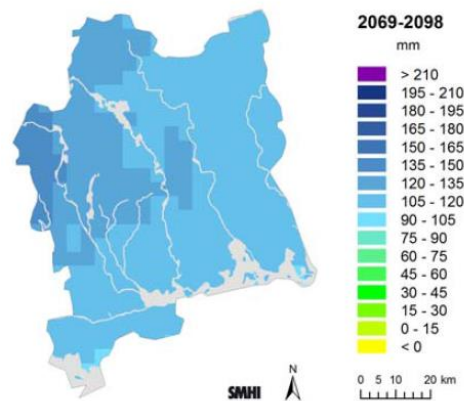 2069-2098
mm
> 210
195 - 210
180 - 195
165 - 180
150 - 165
135 - 150
120 - 135
105 - 120
90 - 105
75 - 90
60 - 75
45 - 60
30 - 45
15 - 30
0 - 15
< 0
SMHI
N
0 5 10 20 km